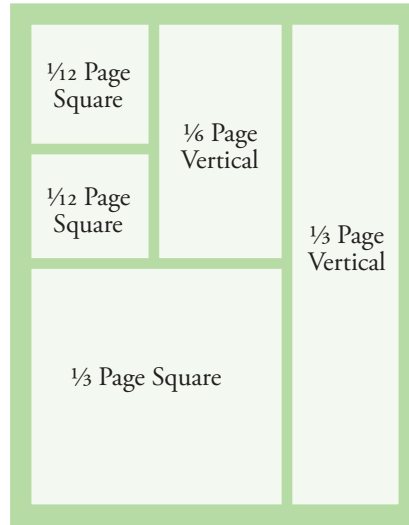 ⅟12 Page
Square
⅙ Page
Vertical
⅟12 Page
Square
⅓ Page
Vertical
⅓ Page Square